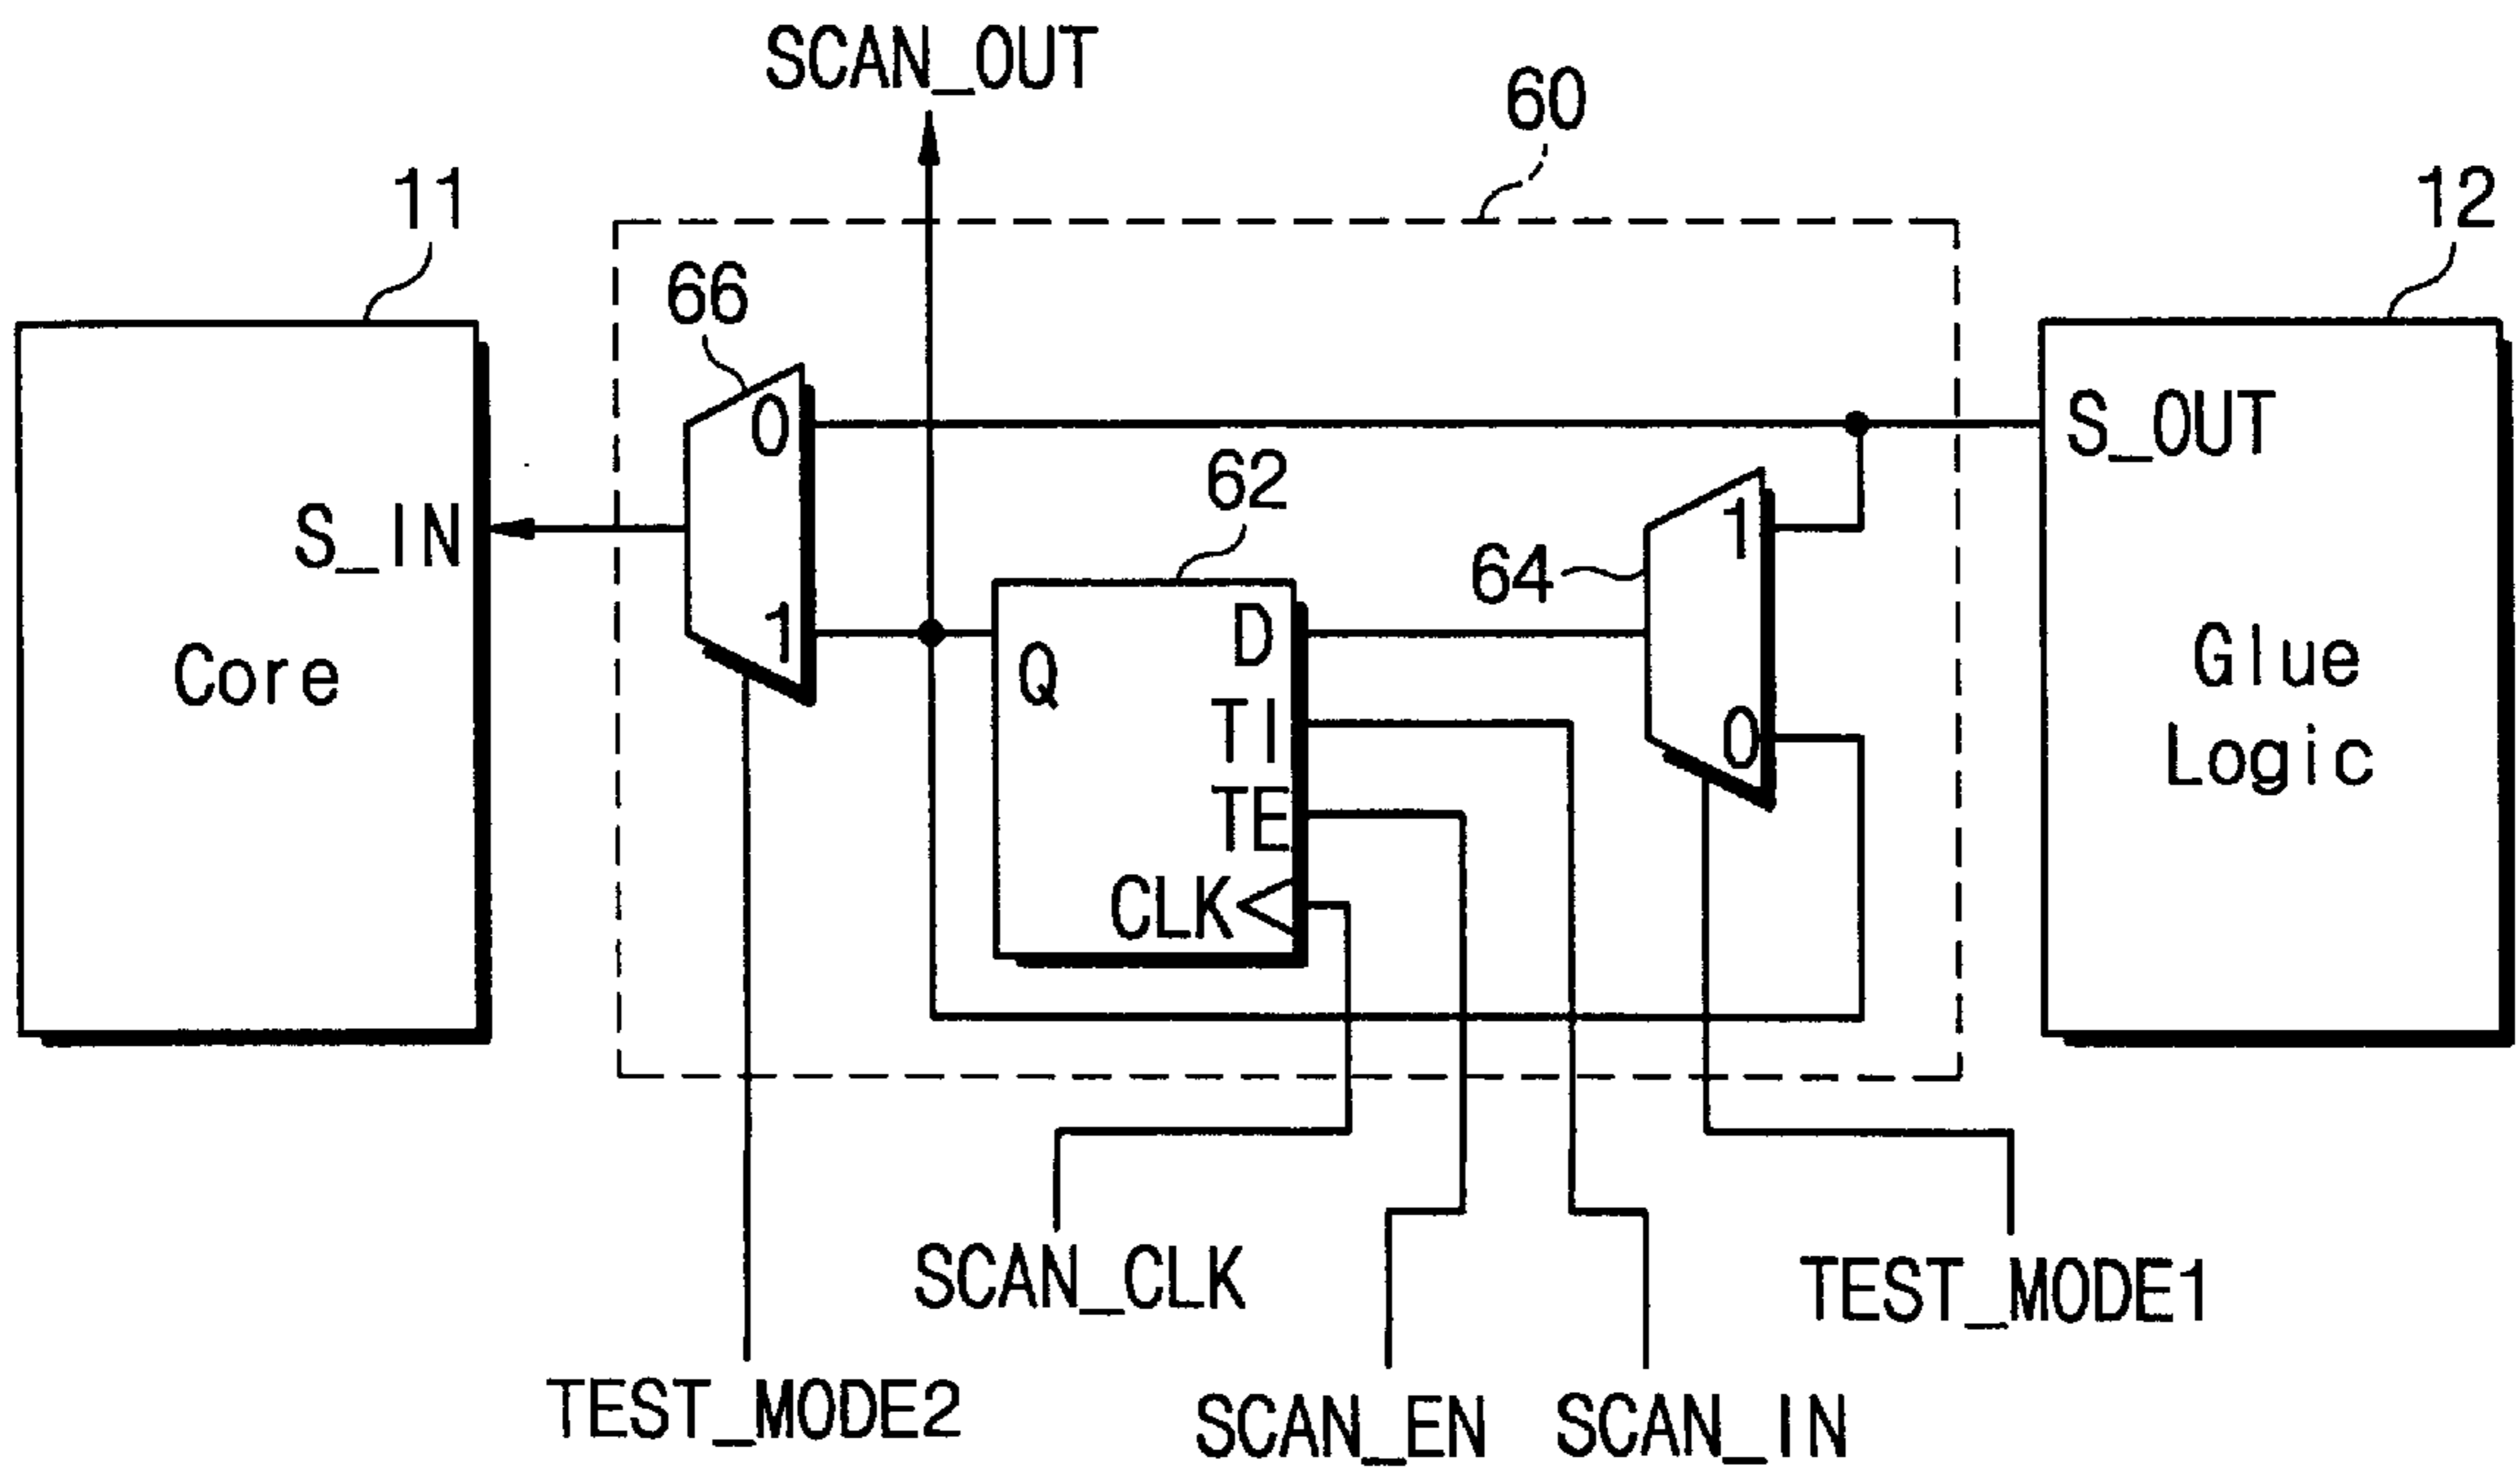 SCAN_OUT
60
11
12
66
0
S_OUT
62
1
S_IN
64
1
D
Core
Q
Glue
Logic
TI
0
TE
CLK
SCAN_CLK
TEST_MODE1
TEST_MODE2
SCAN_EN
SCAN_IN